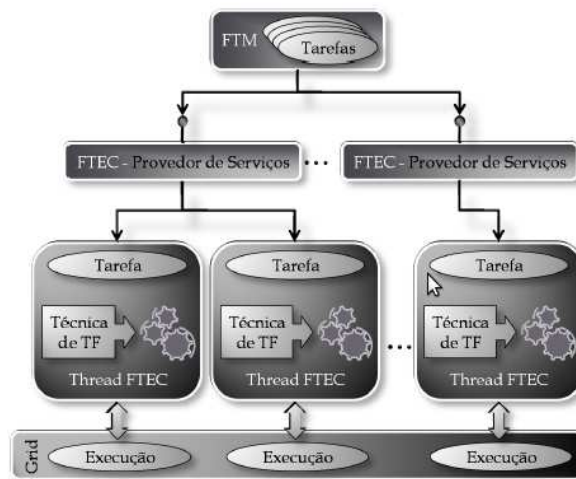 FTM
Tarefas
FTEC - Provedor de Serviços
...
FTEC - Provedor de Serviços
Tarefa
Tarefa
Tarefa
Técnica
de TF
Técnica
de TF
...
Técnica
de TF
Thread FTEC
Thread FTEC
Thread FTEC
Grid
Execução
Execução
Execução